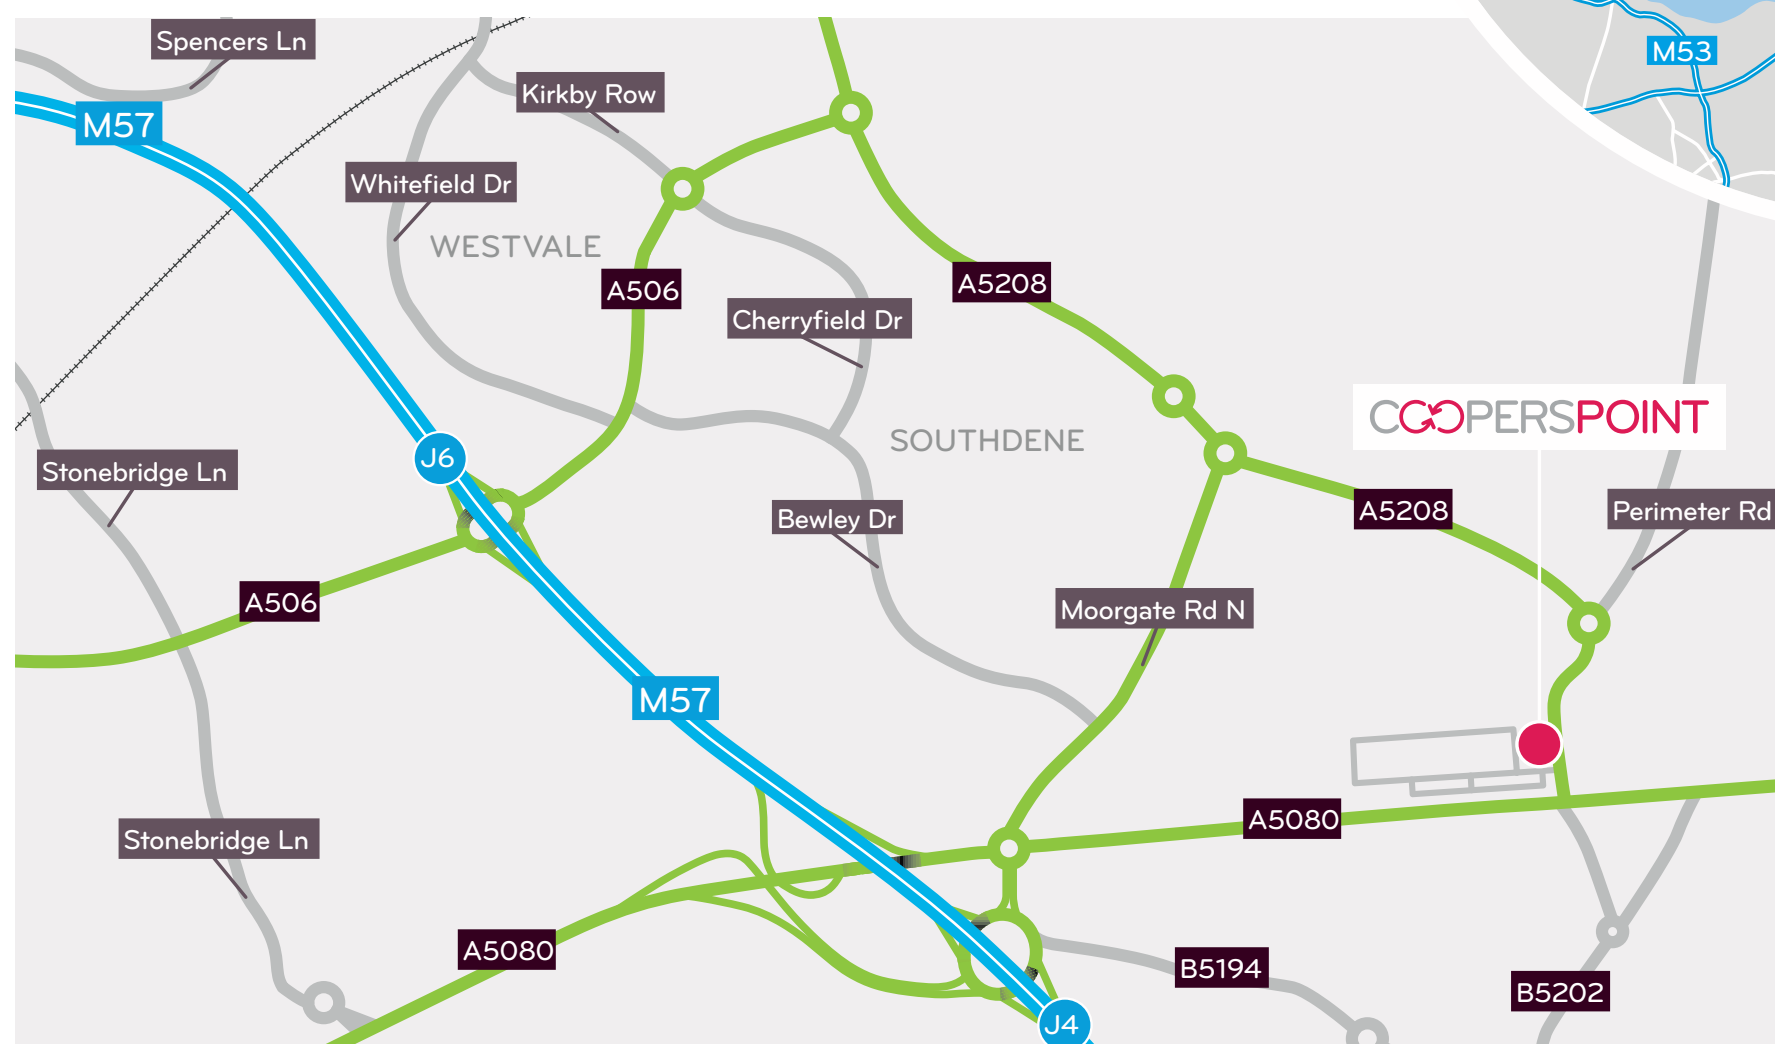 Spencers Ln
M53
Kirkby Row
M57
Whitefield Dr
WESTVALE
A5208
A506
Cherryfield Dr
COOPERSPOINT
SOUTHDENE
J6
Stonebridge Ln
A5208
Perimeter Rd
Bewley Dr
A506
Moorgate Rd N
M57
A5080
Stonebridge Ln
A5080
B5194
B5202
J4